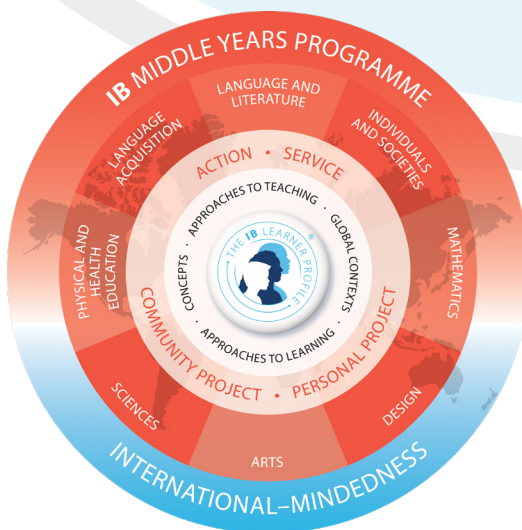 IB MIDDLE YEARS PROGRAMME
LANGUAGE AND
LITERATURE
LANGUAGE
ACQUISITION
INDIVIDUALS
AND SOCIETIES
PHYSICAL AND
HEALTH
EDUCATION
MATHEMATICS
SCIENCES
DESIGN
ARTS
ACTION • SERVICE
COMMUNITY PROJECT • PERSONAL PROJECT
APPROACHES TO TEACHING · GLOBAL CONTEXTS ·
CONCEPTS · APPROACHES TO LEARNING ·
THE IB LEARNER PROFILE ®
INTERNATIONAL–MINDEDNESS